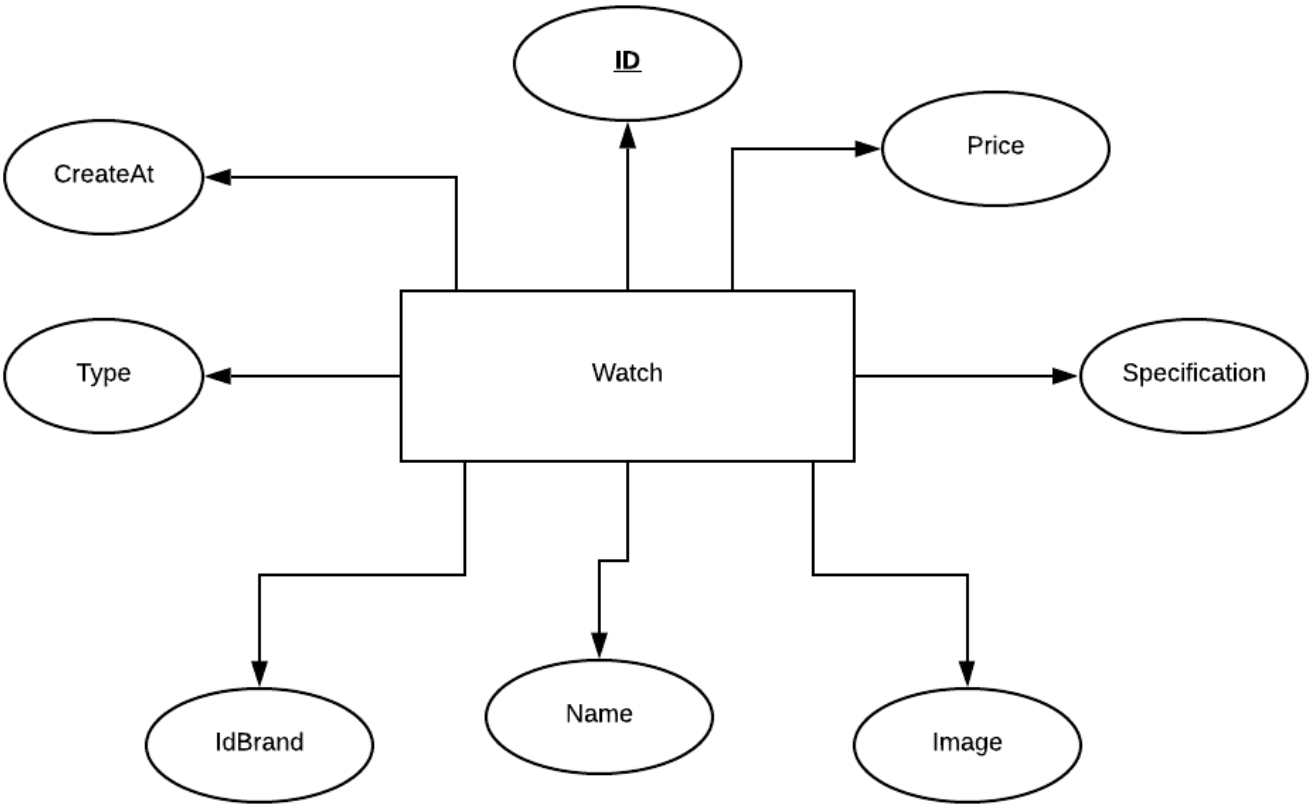 ID
Price
CreateAt
Type
Watch
Specification
IdBrand
Name
Image